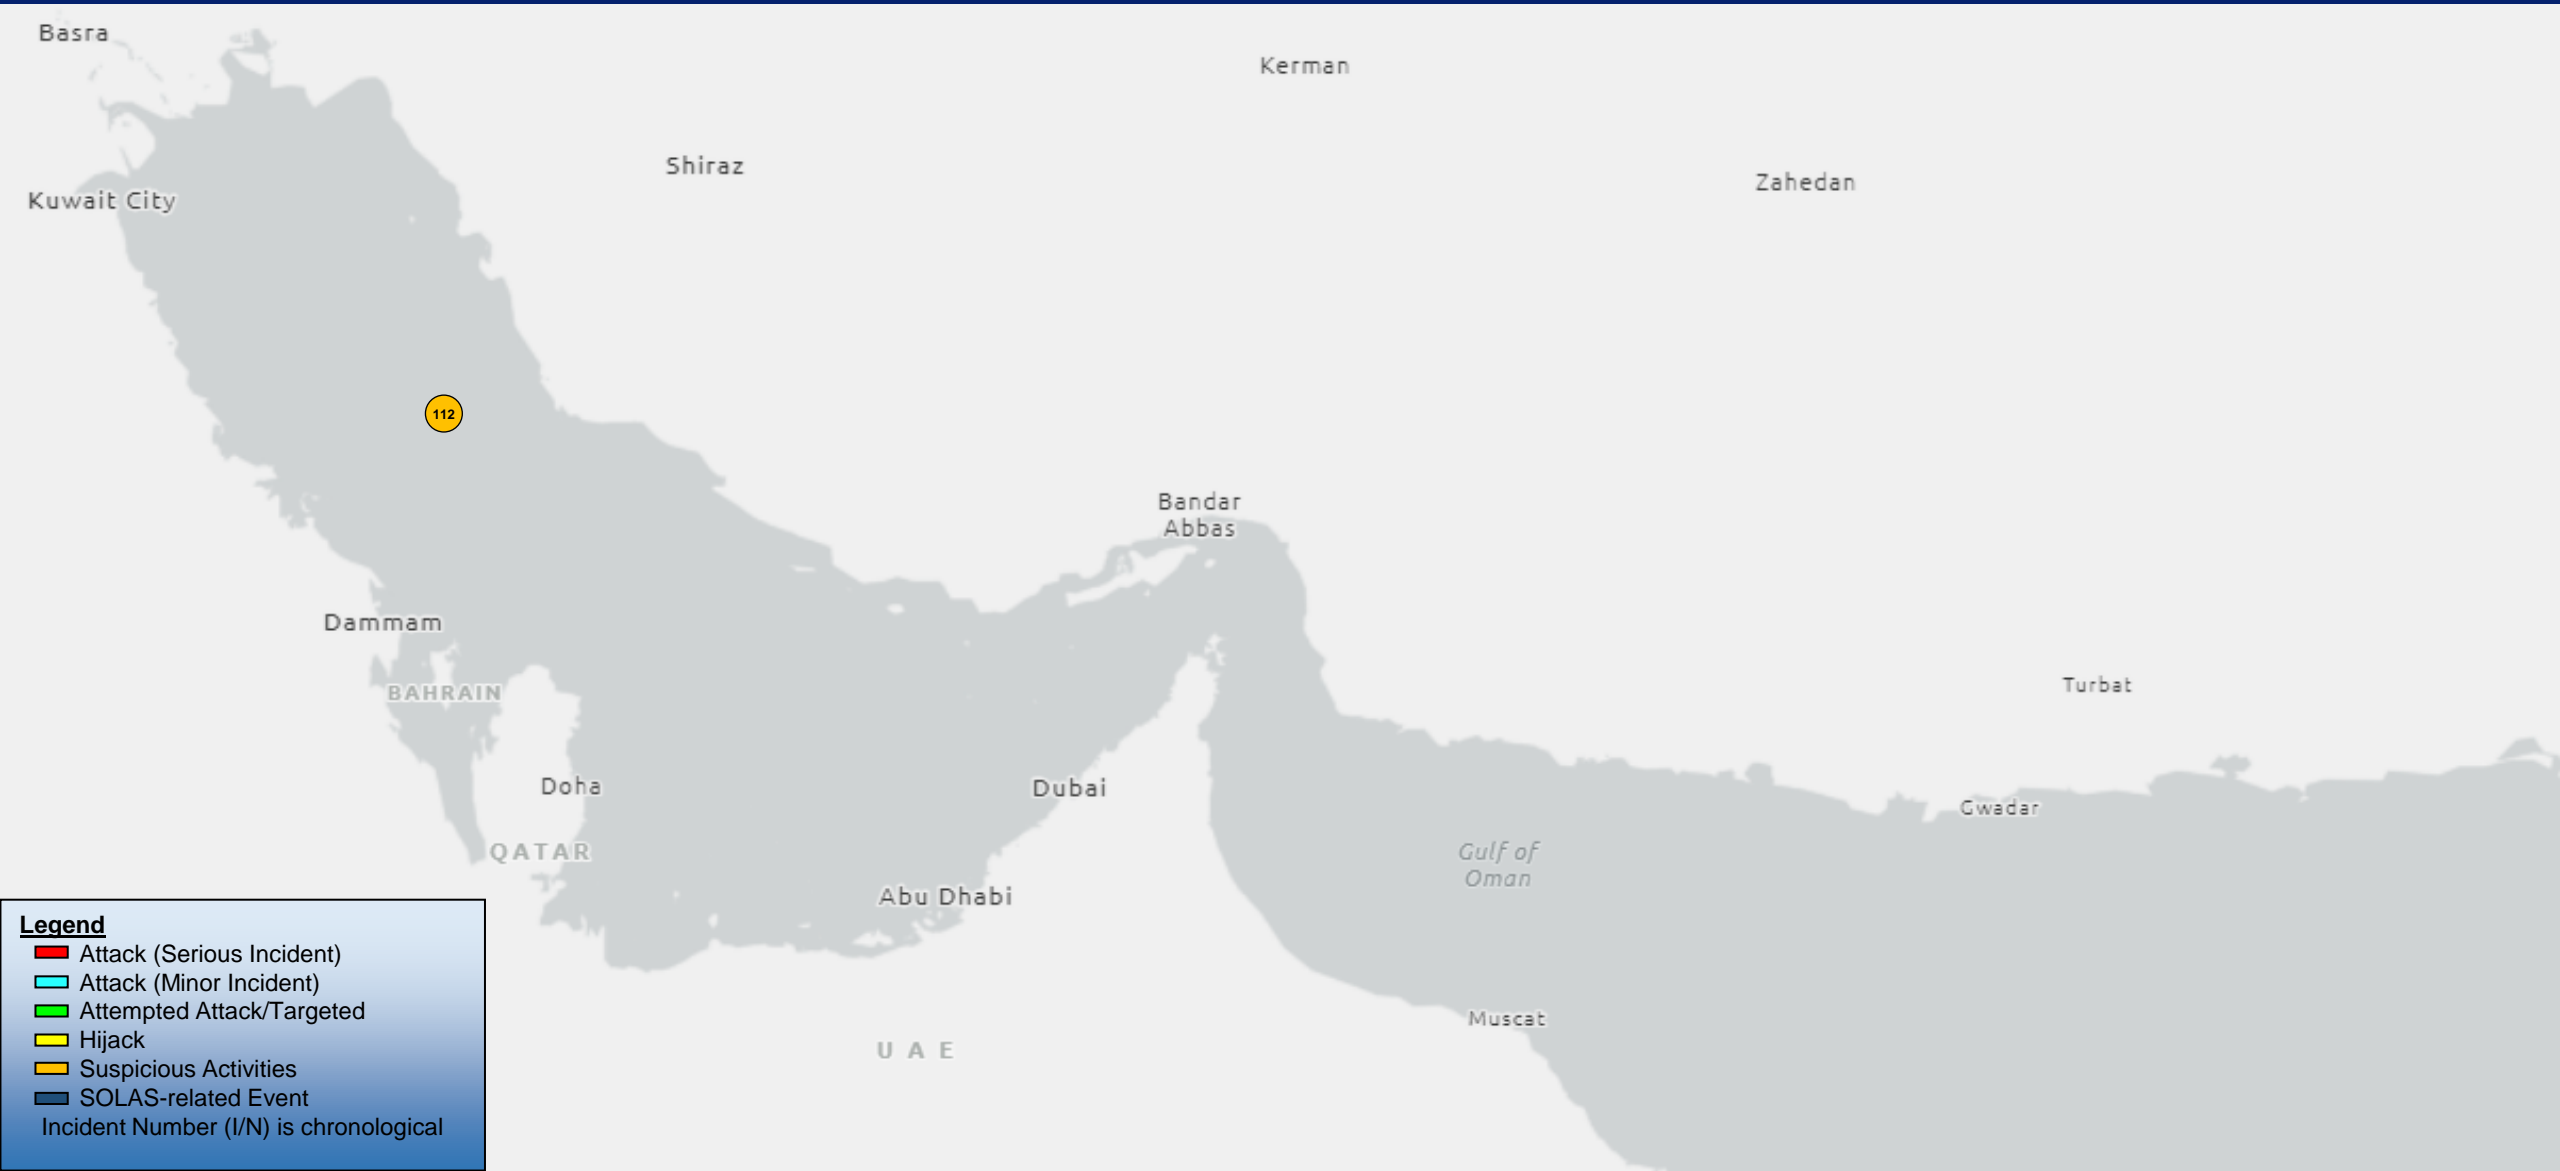 Basra
Kerman
Shiraz
Zahedan
Kuwait City
112
Bandar
Abbas
Dammam
Turbat
BAHRAIN
Doha
Dubai
Gwadar
QATAR
Gulf of
Oman
Abu Dhabi
Muscat
UAE
Legend
Attack (Serious Incident)
Attack (Minor Incident)
Attempted Attack/Targeted
Hijack
Suspicious Activities
SOLAS-related Event
Incident Number (I/N) is chronological